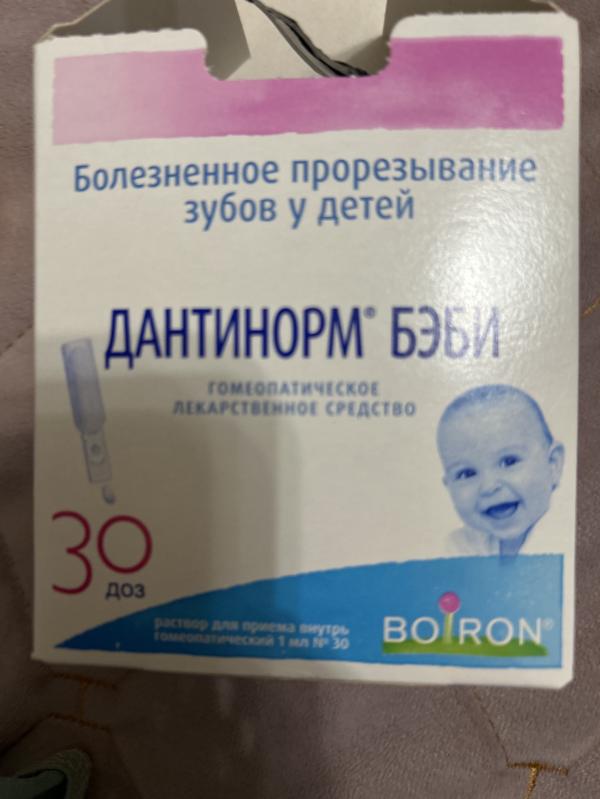 Болезненное прорезывание
зубов у детей
ДАНТИНОРМ® БЭБИ
ГОМЕОПАТИЧЕСКОЕ
ЛЕКАРСТВЕННОЕ СРЕДСТВО
30
ДОЗ
раствор для приема внутрь
гомеопатический 1 мл № 30
BOIRON®